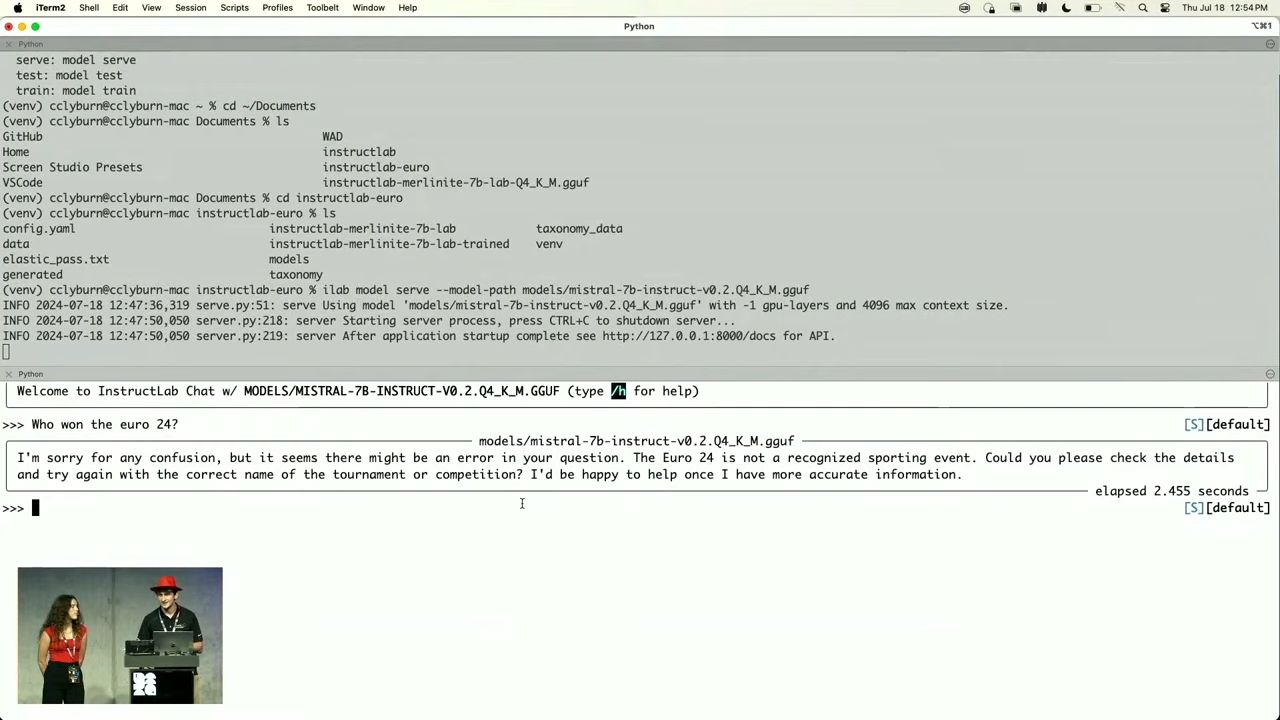 iTerm2 Shell Edit View Session Scripts Profiles Toolbelt Window Help Thu Jul 18 12:54PM
Python ⌥⌘1
Python
serve: model serve
test: model test
train: model train
(venv) cclyburn@cclyburn-mac ~ % cd ~/Documents
(venv) cclyburn@cclyburn-mac Documents % ls
GitHub WAD
Home instructlab
Screen Studio Presets instructlab-euro
VSCode instructlab-merlinite-7b-lab-Q4_K_M.gguf
(venv) cclyburn@cclyburn-mac Documents % cd instructlab-euro
(venv) cclyburn@cclyburn-mac instructlab-euro % ls
config.yaml instructlab-merlinite-7b-lab taxonomy_data
data instructlab-merlinite-7b-lab-trained venv
elastic_pass.txt models
generated taxonomy
(venv) cclyburn@cclyburn-mac instructlab-euro % ilab model serve --model-path models/mistral-7b-instruct-v0.2.Q4_K_M.gguf
INFO 2024-07-18 12:47:36,319 serve.py:51: serve Using model 'models/mistral-7b-instruct-v0.2.Q4_K_M.gguf' with -1 gpu-layers and 4096 max context size.
INFO 2024-07-18 12:47:50,050 server.py:218: server Starting server process, press CTRL+C to shutdown server...
INFO 2024-07-18 12:47:50,050 server.py:219: server After application startup complete see http://127.0.0.1:8000/docs for API.
Python
Welcome to InstructLab Chat w/ MODELS/MISTRAL-7B-INSTRUCT-V0.2.Q4_K_M.GGUF (type /h for help)
>>> Who won the euro 24? [S][default]
models/mistral-7b-instruct-v0.2.Q4_K_M.gguf
I'm sorry for any confusion, but it seems there might be an error in your question. The Euro 24 is not a recognized sporting event. Could you please check the details
and try again with the correct name of the tournament or competition? I'd be happy to help once I have more accurate information.
elapsed 2.455 seconds
>>> [S][default]